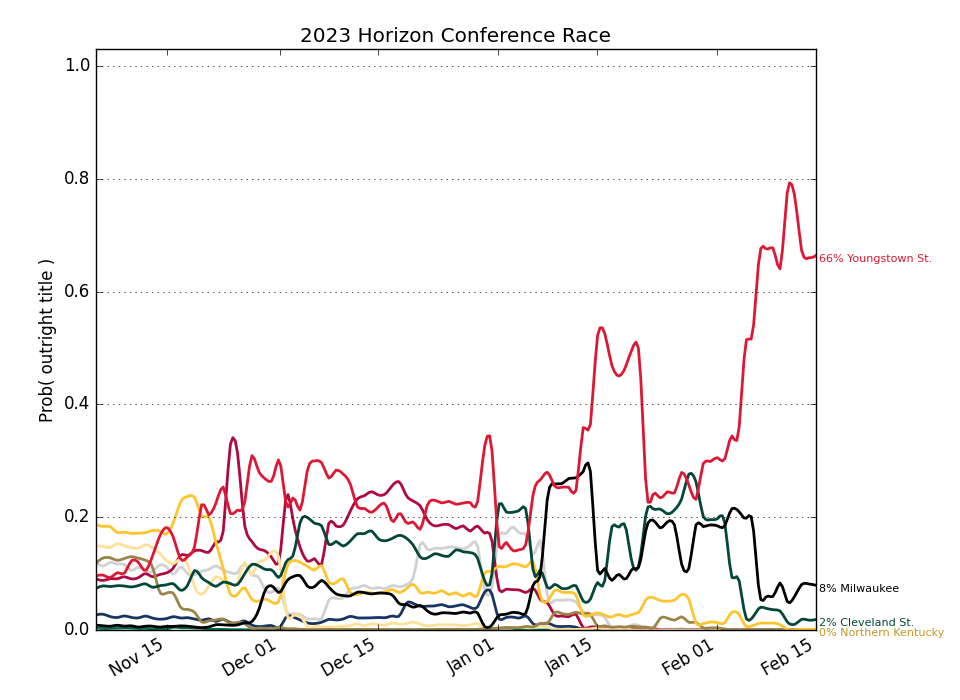 2023 Horizon Conference Race
Prob( outright title )
1.0
0.8
0.6
0.4
0.2
0.0
66% Youngstown St.
8% Milwaukee
2% Cleveland St.
0% Northern Kentucky
Nov 15
Dec 01
Dec 15
Jan 01
Jan 15
Feb 01
Feb 15